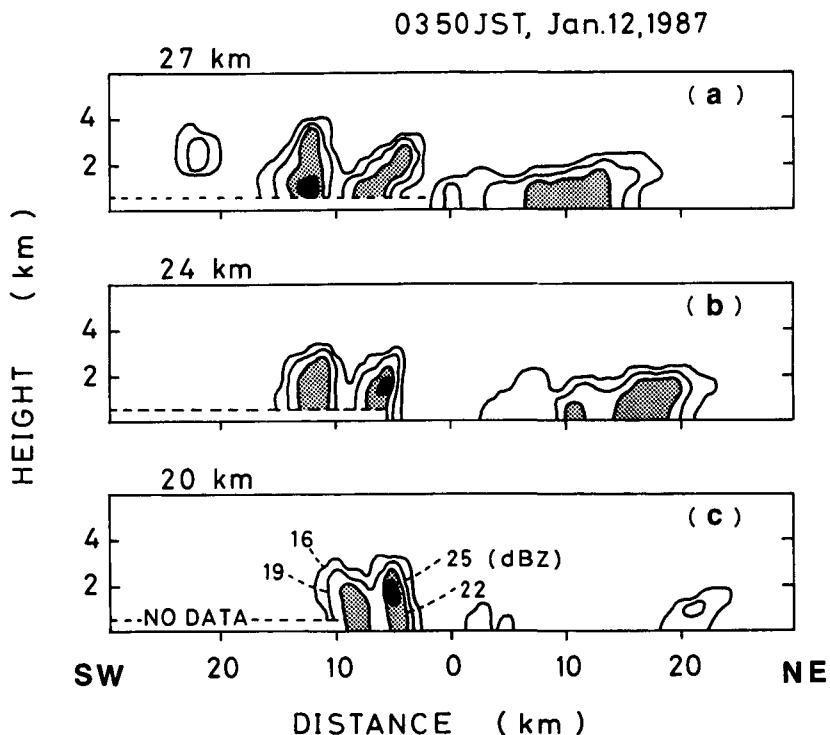 0350JST, Jan.12,1987
27 km
(a)
4
2
24 km
(b)
4
2
HEIGHT (km)
20 km
(c)
4
2
16
19
25 (dBZ)
22
NO DATA
SW 20 10 0 10 20 NE
DISTANCE (km)